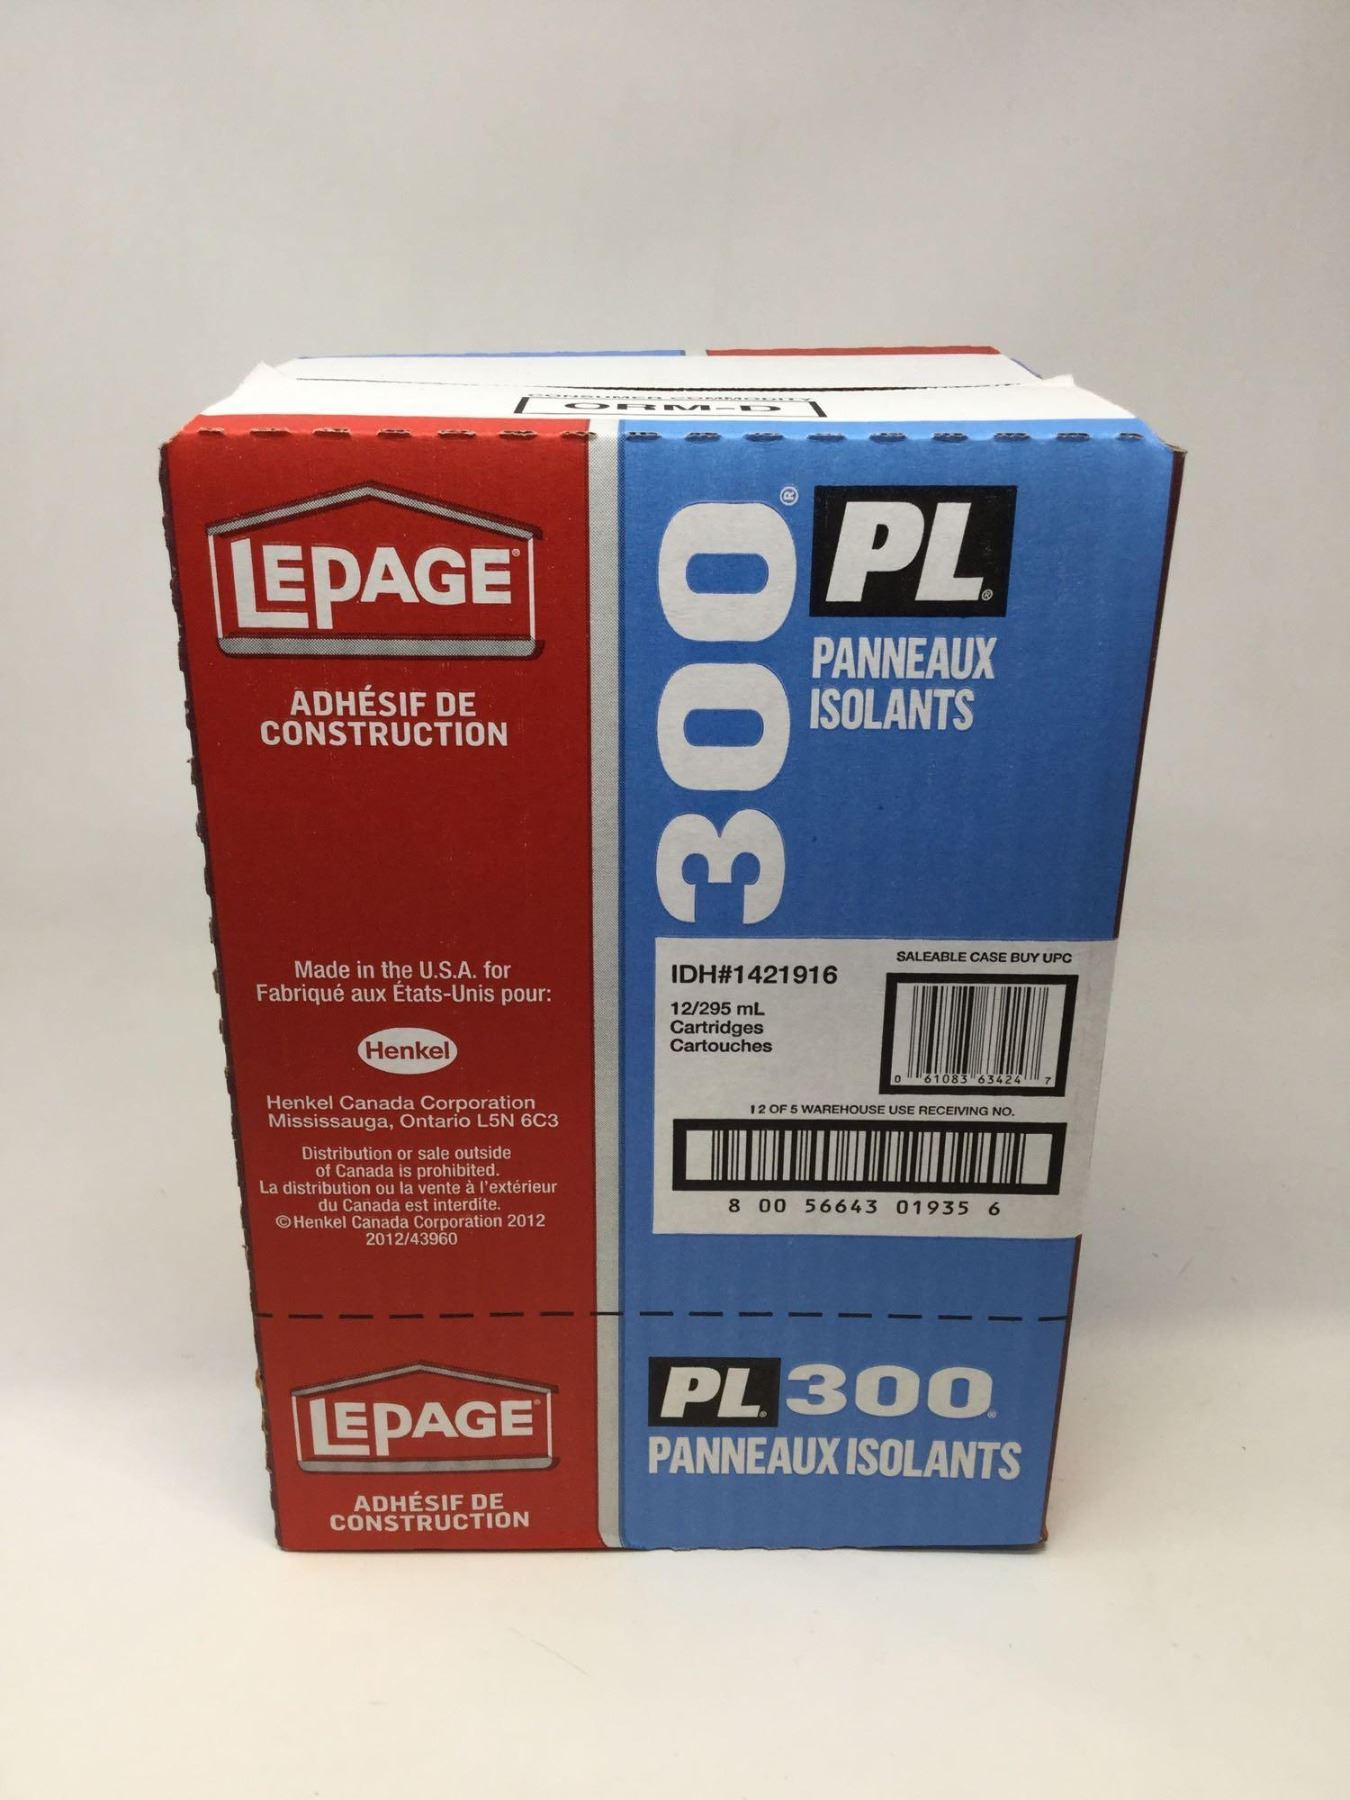 CONSUMER COMMODITY
ORM-D
LEPAGE®
ADHÉSIF DE
CONSTRUCTION
Made in the U.S.A. for
Fabriqué aux États-Unis pour:
Henkel
Henkel Canada Corporation
Mississauga, Ontario L5N 6C3
Distribution or sale outside
of Canada is prohibited.
La distribution ou la vente à l'extérieur
du Canada est interdite.
©Henkel Canada Corporation 2012
2012/43960
300®
PL®
PANNEAUX
ISOLANTS
IDH#1421916
12/295 mL
Cartridges
Cartouches
SALEABLE CASE BUY UPC
0 61083 63424 7
12 OF 5 WAREHOUSE USE RECEIVING NO.
8 00 56643 01935 6
LEPAGE®
ADHÉSIF DE
CONSTRUCTION
PL 300®
PANNEAUX ISOLANTS